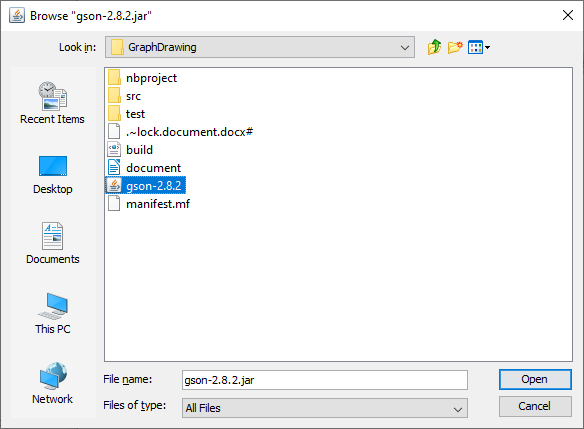 Browse "gson-2.8.2.jar"
Look in:
GraphDrawing
Recent Items
Desktop
Documents
This PC
Network
nbproject
src
test
.~lock.document.docx#
build
document
gson-2.8.2
manifest.mf
File name:
gson-2.8.2.jar
Open
Files of type:
All Files
Cancel